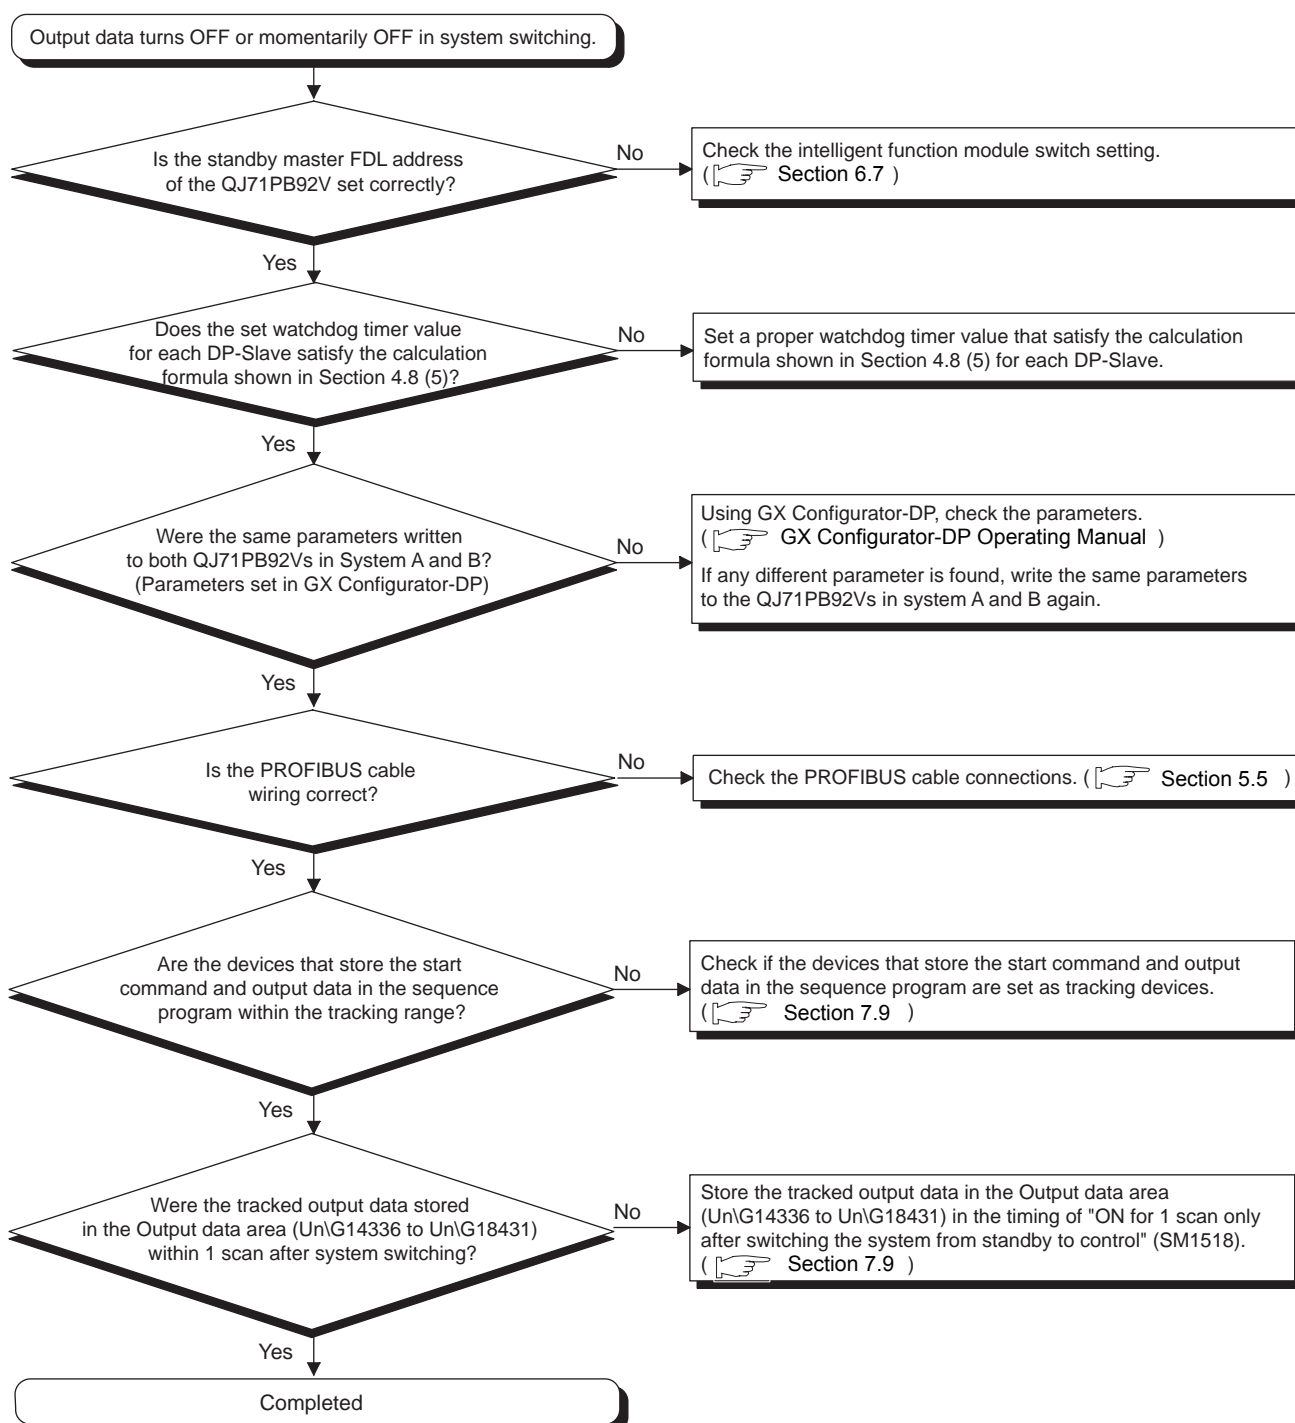 Output data turns OFF or momentarily OFF in system switching.
Is the standby master FDL address
of the QJ71PB92V set correctly?
No
Check the intelligent function module switch setting.
( Section 6.7 )
Yes
Does the set watchdog timer value
for each DP-Slave satisfy the calculation
formula shown in Section 4.8 (5)?
No
Set a proper watchdog timer value that satisfy the calculation
formula shown in Section 4.8 (5) for each DP-Slave.
Yes
Were the same parameters written
to both QJ71PB92Vs in System A and B?
(Parameters set in GX Configurator-DP)
No
Using GX Configurator-DP, check the parameters.
( GX Configurator-DP Operating Manual )
If any different parameter is found, write the same parameters
to the QJ71PB92Vs in system A and B again.
Yes
Is the PROFIBUS cable
wiring correct?
No
Check the PROFIBUS cable connections. ( Section 5.5 )
Yes
Are the devices that store the start
command and output data in the sequence
program within the tracking range?
No
Check if the devices that store the start command and output
data in the sequence program are set as tracking devices.
( Section 7.9 )
Yes
Were the tracked output data stored
in the Output data area (Un\G14336 to Un\G18431)
within 1 scan after system switching?
No
Store the tracked output data in the Output data area
(Un\G14336 to Un\G18431) in the timing of "ON for 1 scan only
after switching the system from standby to control" (SM1518).
( Section 7.9 )
Yes
Completed